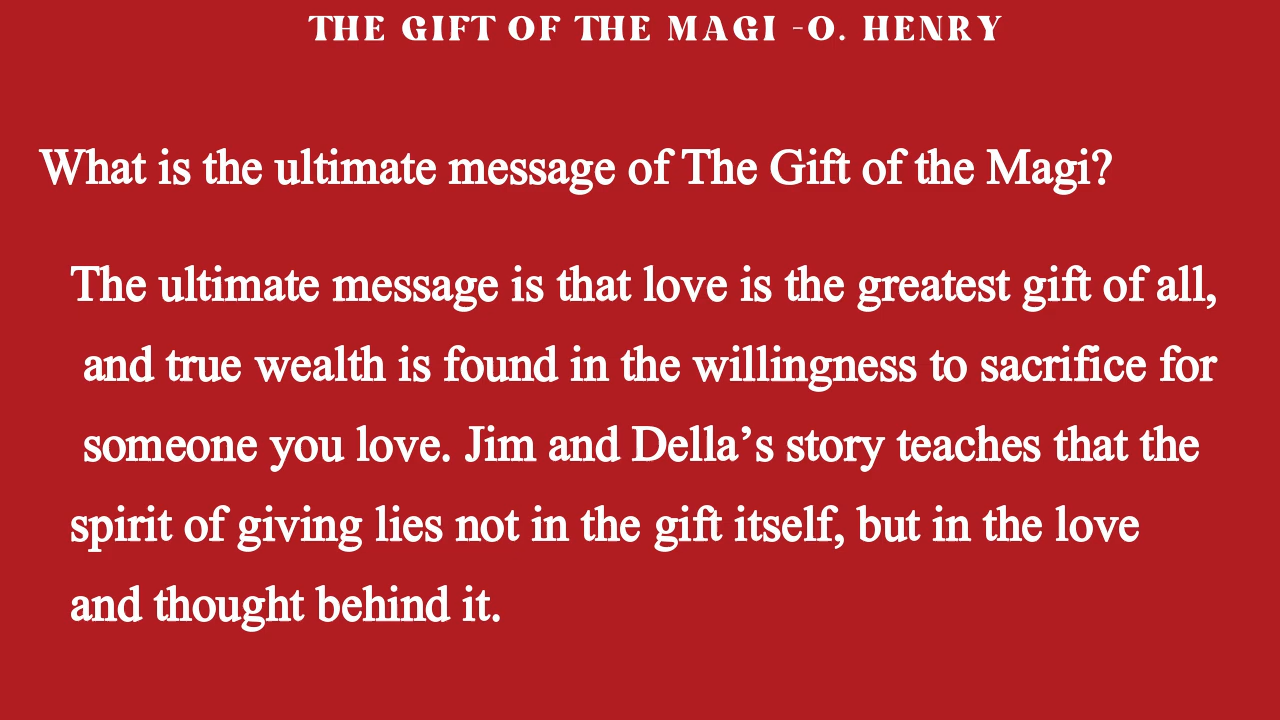 THE GIFT OF THE MAGI -O. HENRY
What is the ultimate message of The Gift of the Magi?
The ultimate message is that love is the greatest gift of all,
and true wealth is found in the willingness to sacrifice for
someone you love. Jim and Della’s story teaches that the
spirit of giving lies not in the gift itself, but in the love
and thought behind it.